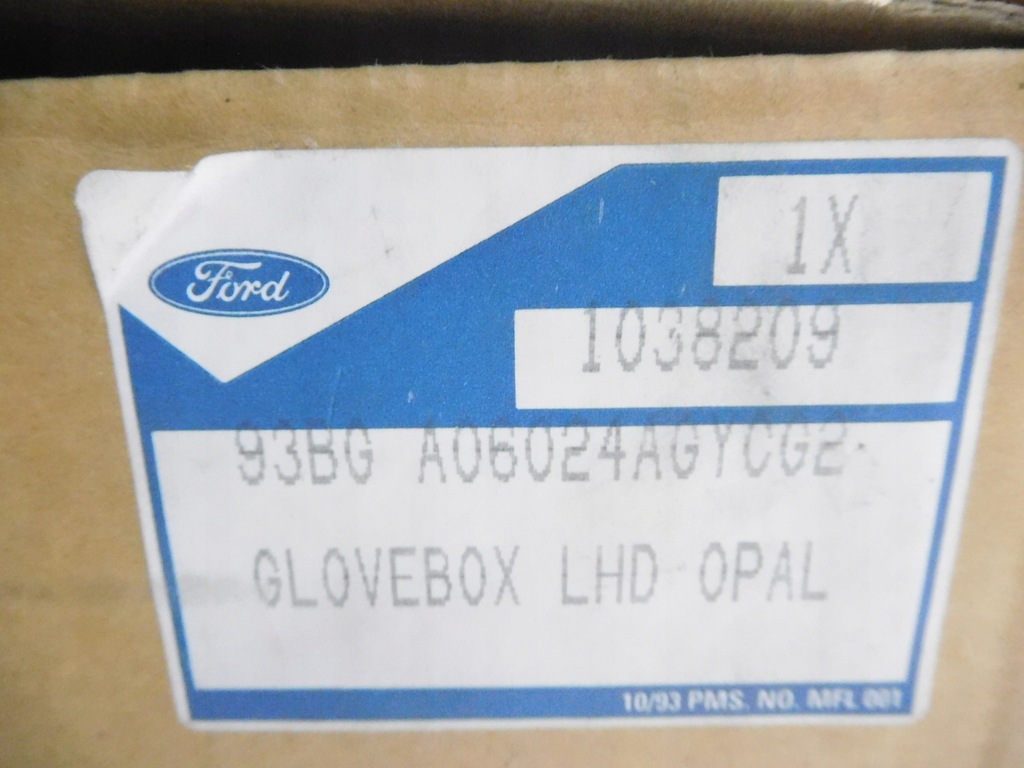 Ford
1X
1038209
93BG A06024AGYCG2
GLOVEBOX LHD OPAL
10/93 PMS. NO. MFL 001